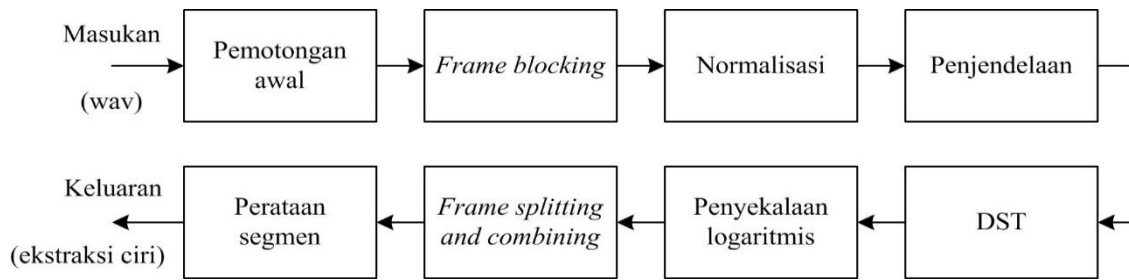 Masukan
(wav)
Pemotongan
awal
Frame blocking
Normalisasi
Penjendelaan
Keluaran
(ekstraksi ciri)
Perataan
segmen
Frame splitting
and combining
Penyekalaan
logaritmis
DST